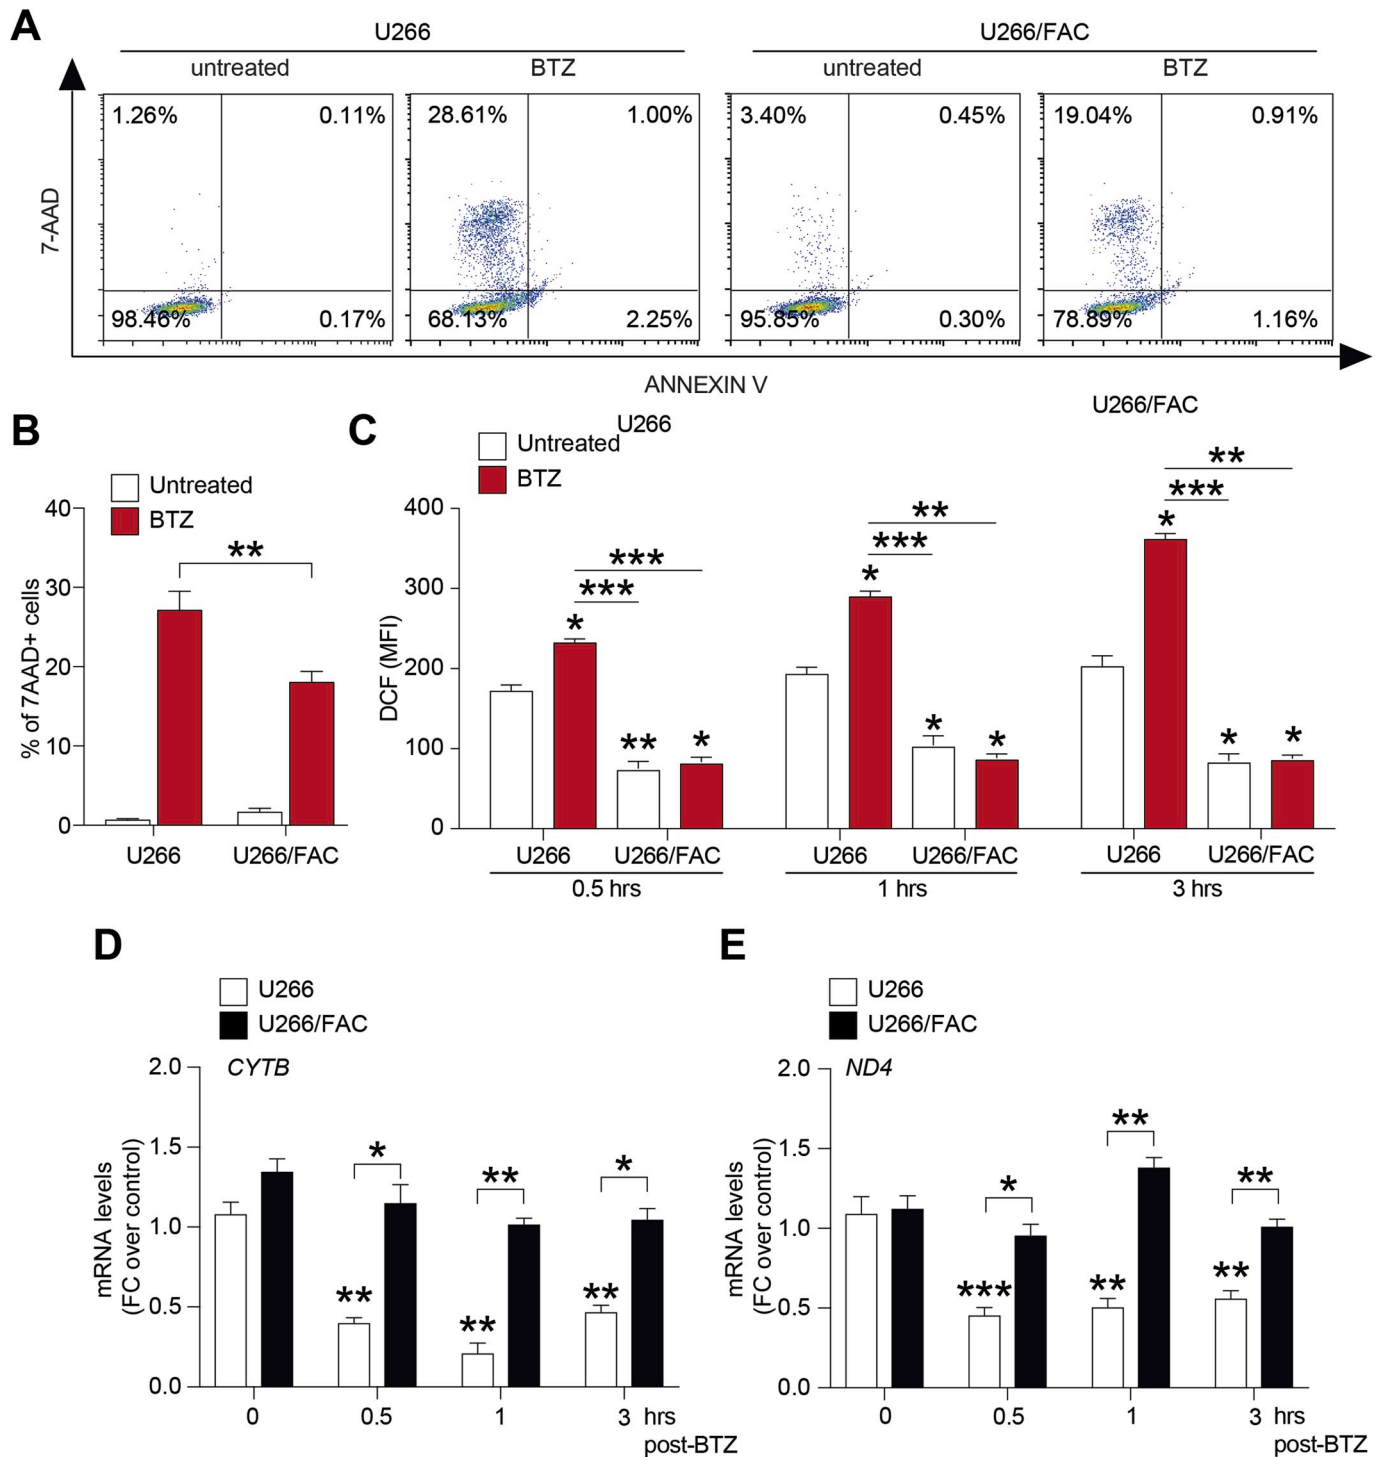 A
U266
U266/FAC
untreated
BTZ
untreated
BTZ
1.26%
0.11%
28.61%
1.00%
3.40%
0.45%
19.04%
0.91%
7-AAD
98.46%
0.17%
68.13%
2.25%
95.85%
0.30%
78.89%
1.16%
ANNEXIN V
B
Untreated
BTZ
40
30
20
10
0
% of 7AAD+ cells
**
U266
U266/FAC
C
U266
U266/FAC
Untreated
BTZ
400
300
200
100
0
DCF (MFI)
***
***
*
**
*
**
***
*
*
*
**
***
*
*
*
U266
U266/FAC
U266
U266/FAC
U266
U266/FAC
0.5 hrs
1 hrs
3 hrs
D
U266
U266/FAC
CYTB
2.0
1.5
1.0
0.5
0.0
mRNA levels
(FC over control)
*
**
*
**
**
**
0
0.5
1
3 hrs
post-BTZ
E
U266
U266/FAC
ND4
2.0
1.5
1.0
0.5
0.0
mRNA levels
(FC over control)
*
**
**
***
**
**
0
0.5
1
3 hrs
post-BTZ